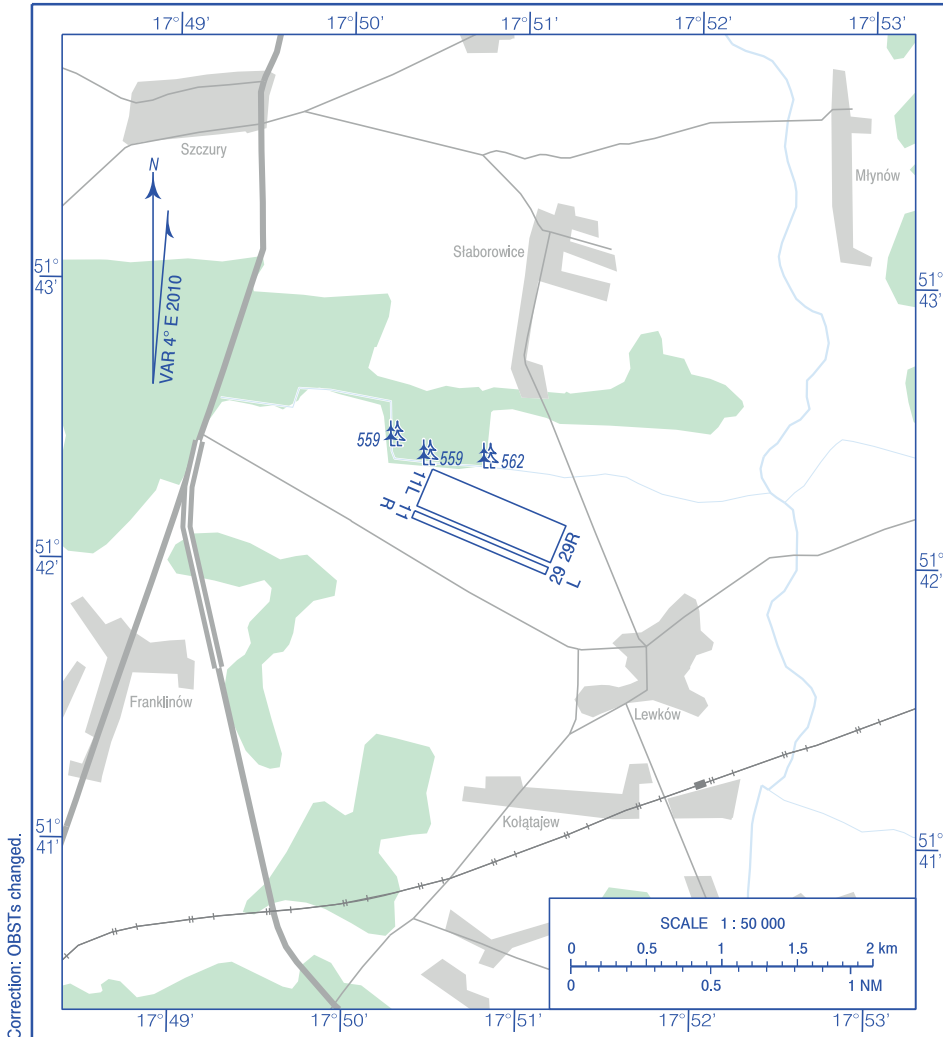 17°49' 17°50' 17°51' 17°52' 17°53'
Szczury
N
Młynów
Słaborowice
51° 43'
51° 43'
VAR 4° E 2010
559
559
562
11L
11 R
29R
29 L
51° 42'
51° 42'
Franklinów
Lewków
Kołątajew
51° 41'
51° 41'
SCALE 1 : 50 000
0 0.5 1 1.5 2 km
0 0.5 1 NM
Correction: OBSTs changed.
17°49' 17°50' 17°51' 17°52' 17°53'